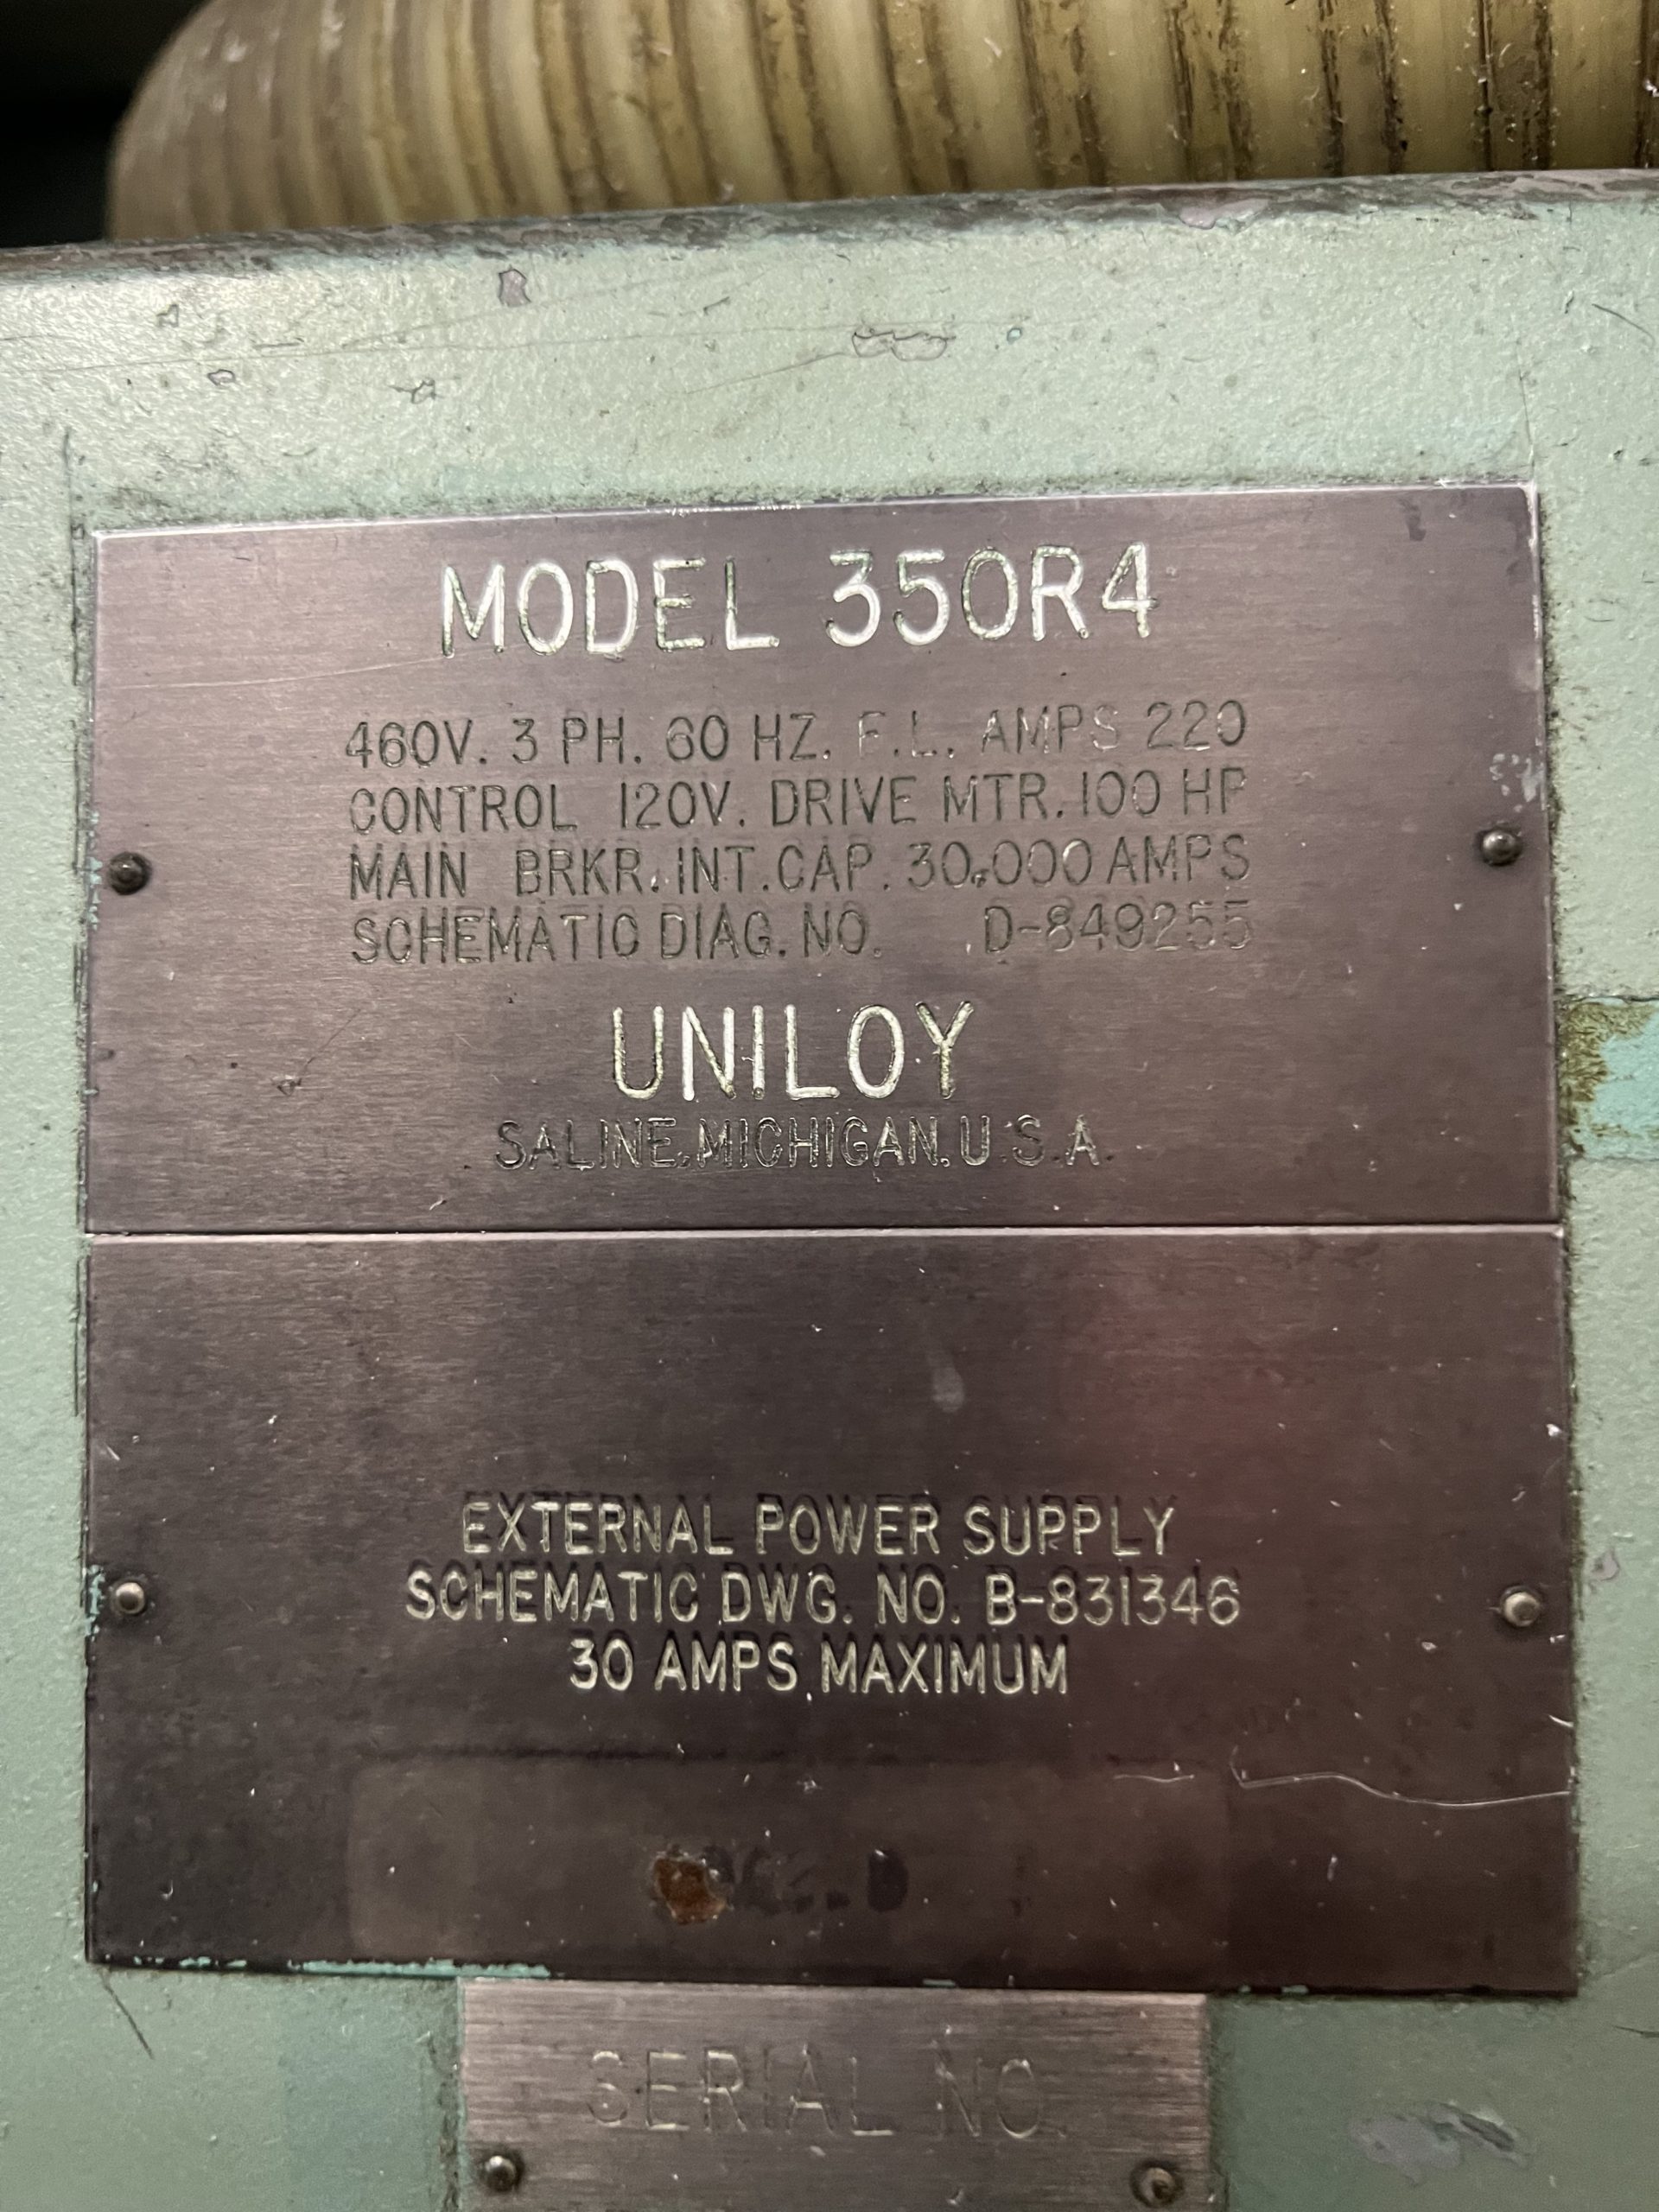 MODEL 350R4
460V. 3 PH. 60 HZ. F.L. AMPS 220
CONTROL 120V. DRIVE MTR. 100 HP
MAIN BRKR. INT. CAP. 30,000 AMPS
SCHEMATIC DIAG. NO. D-849255
UNILOY
SALINE, MICHIGAN, U.S.A.
EXTERNAL POWER SUPPLY
SCHEMATIC DWG. NO. B-831346
30 AMPS MAXIMUM
SERIAL NO.